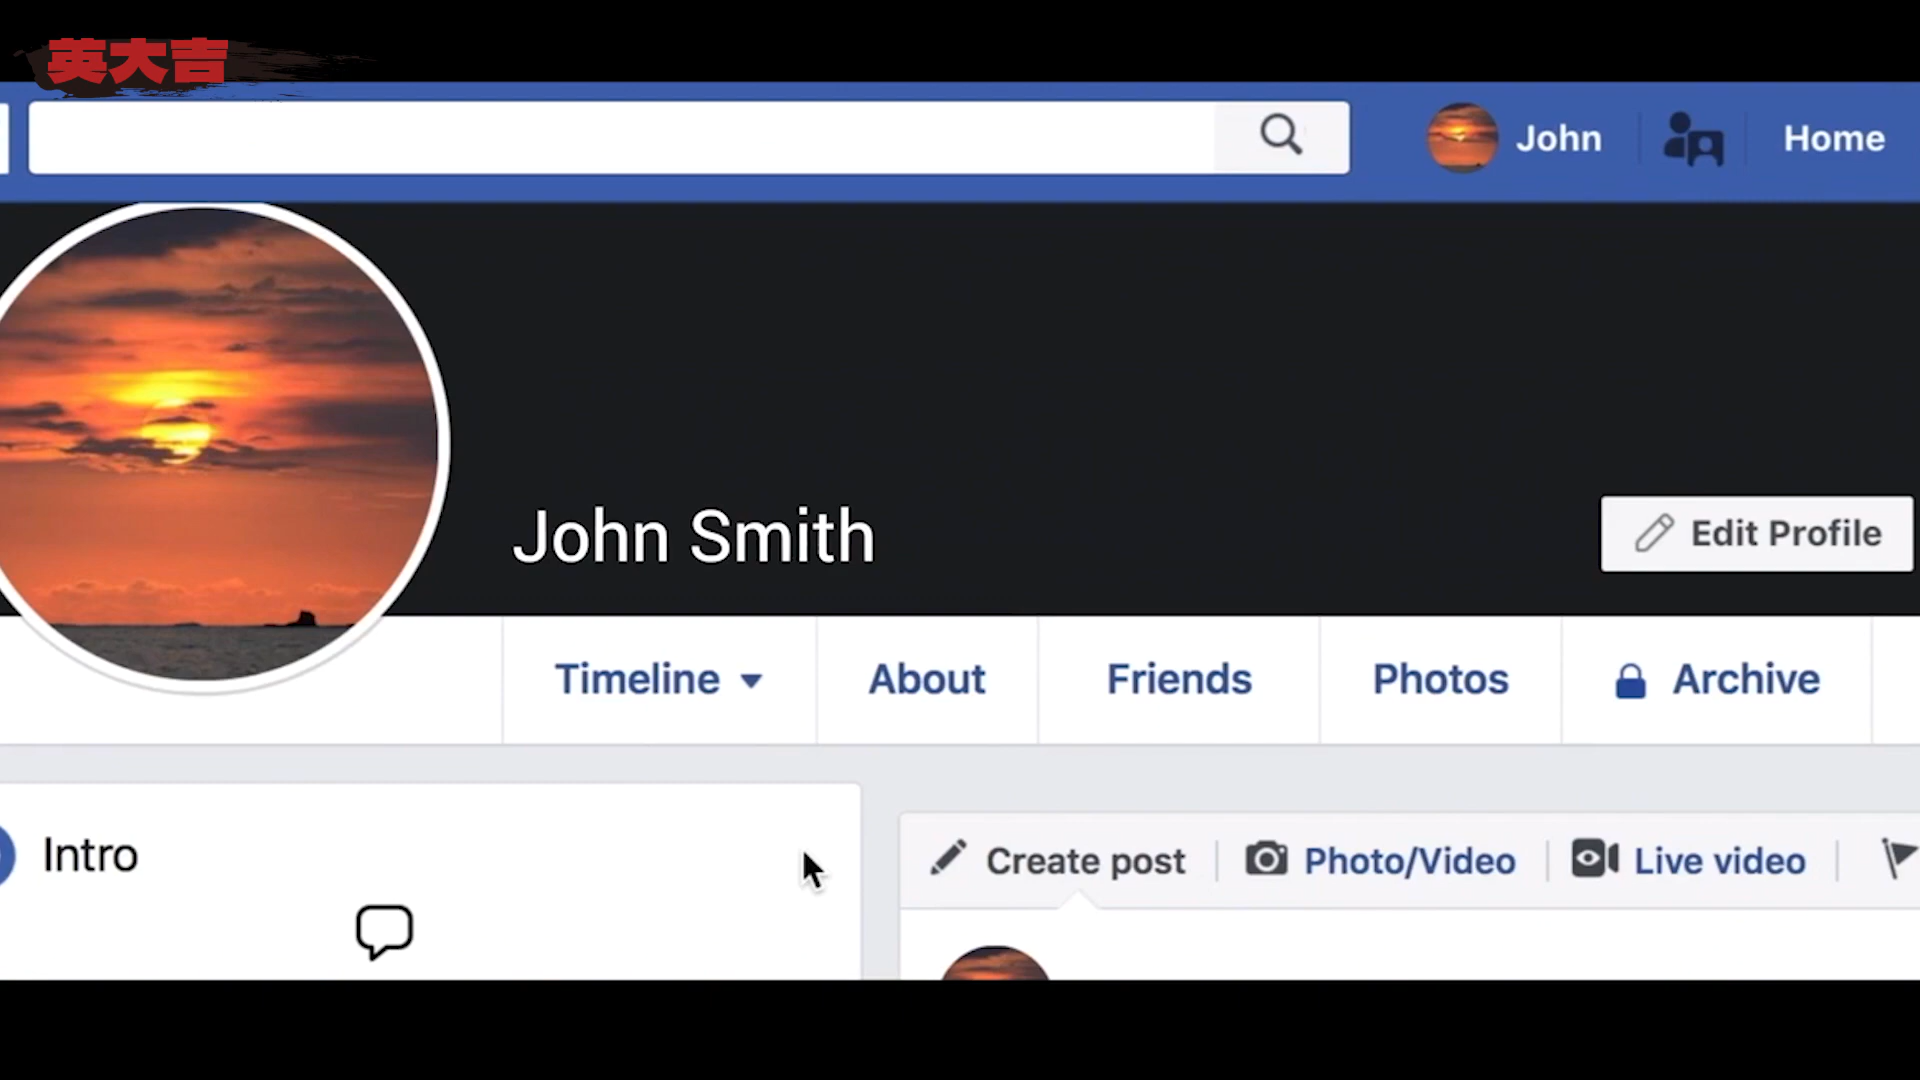 英大吉
John
Home
John Smith
Edit Profile
Timeline
About
Friends
Photos
Archive
Intro
Create post
Photo/Video
Live video